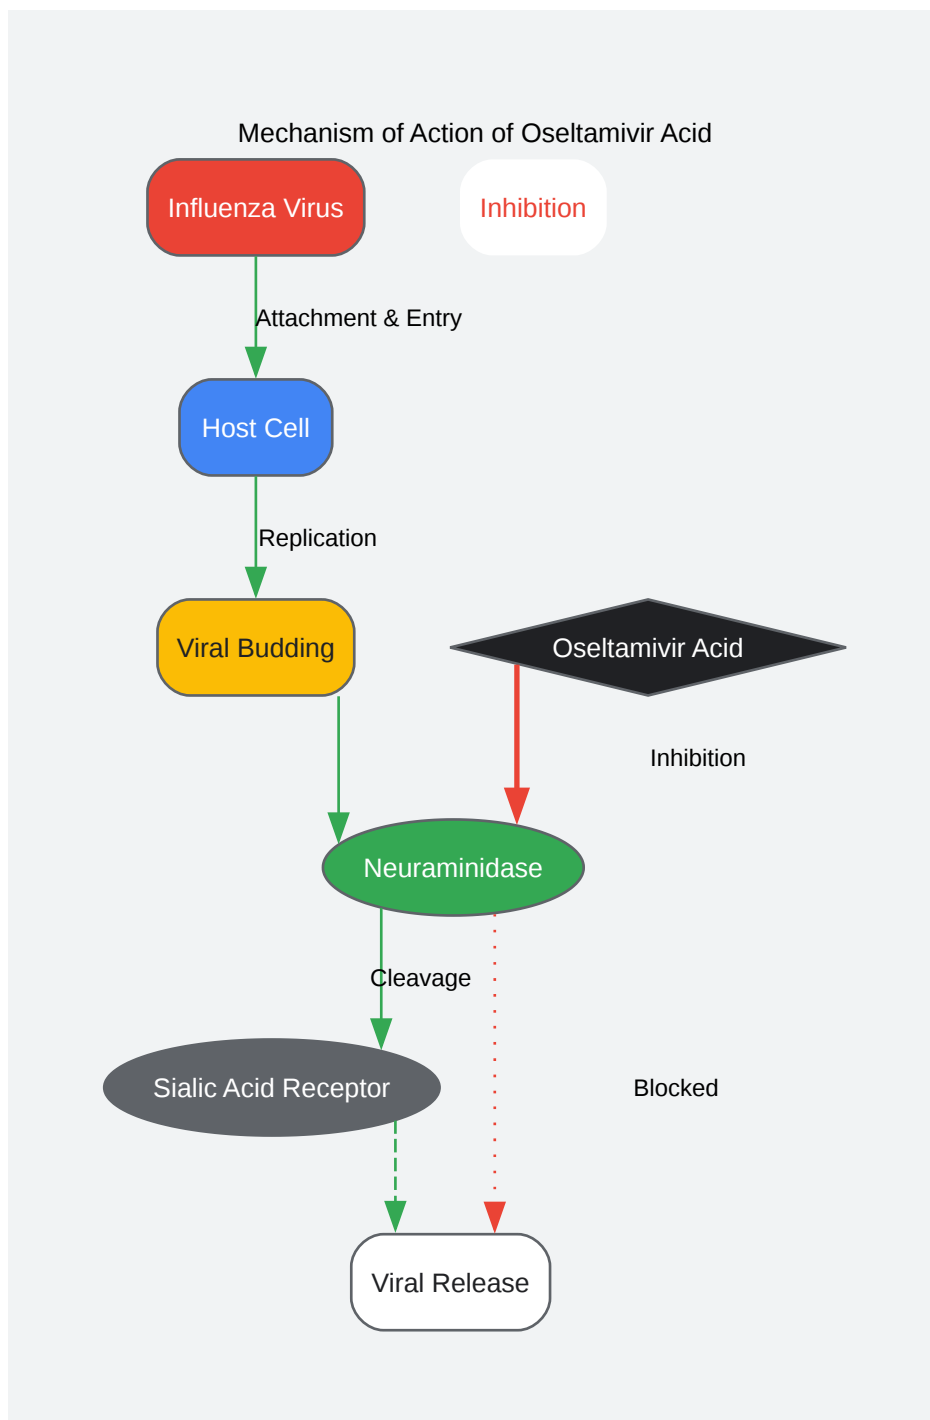 Mechanism of Action of Oseltamivir Acid
Influenza Virus
Inhibition
Attachment & Entry
Host Cell
Replication
Viral Budding
Oseltamivir Acid
Inhibition
Neuraminidase
Cleavage
Sialic Acid Receptor
Blocked
Viral Release